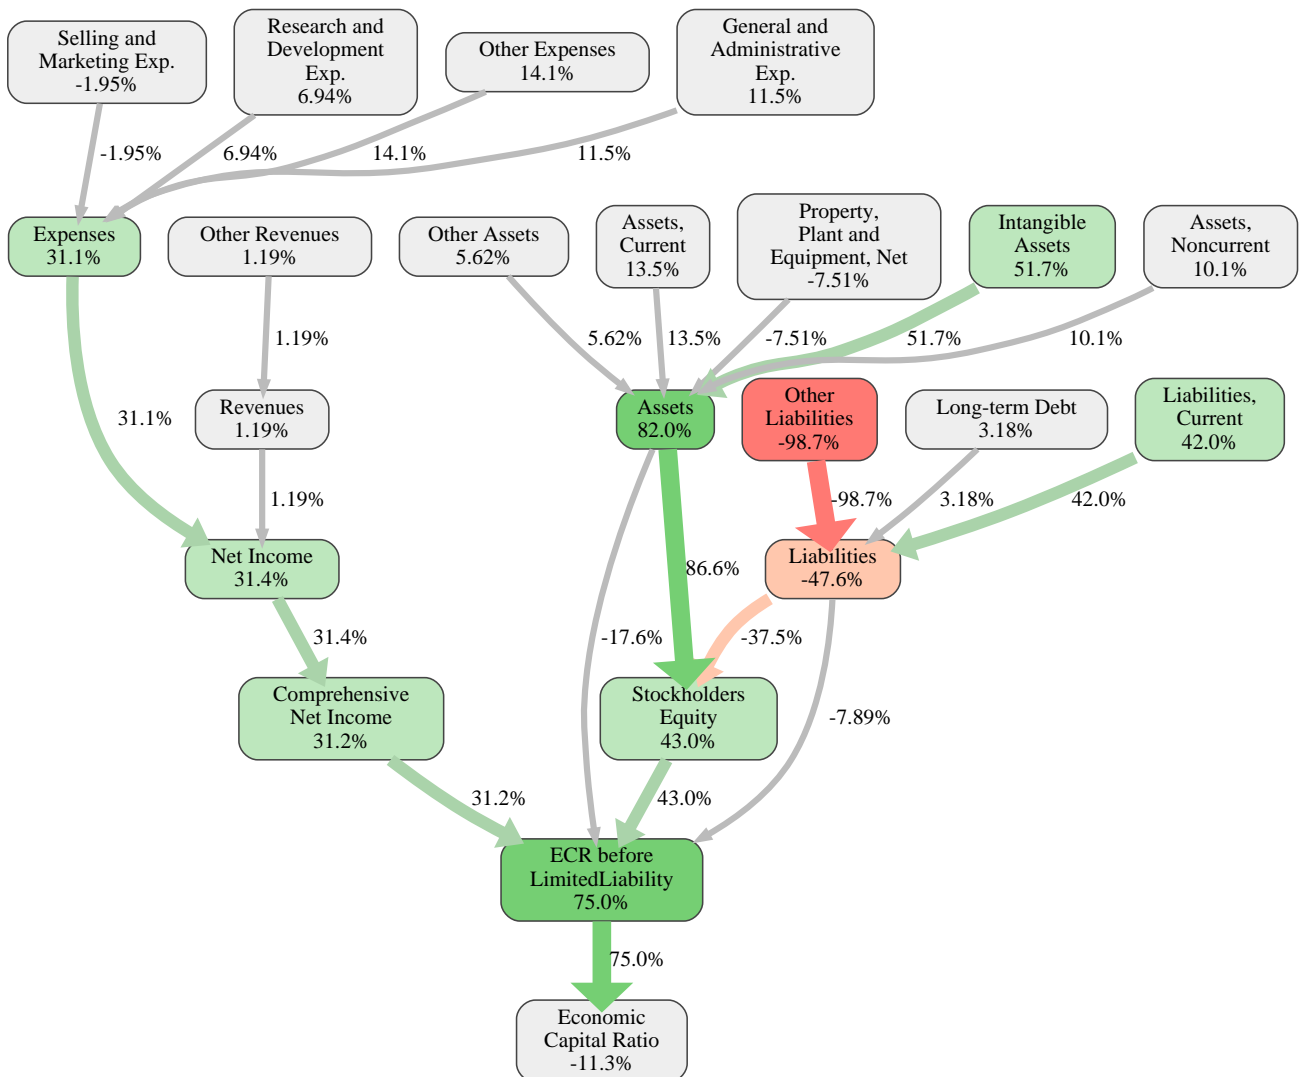 Selling and
Marketing Exp.
-1.95%
Research and
Development
Exp.
6.94%
Other Expenses
14.1%
General and
Administrative
Exp.
11.5%
-1.95%
6.94%
14.1%
11.5%
Expenses
31.1%
Other Revenues
1.19%
Other Assets
5.62%
Assets,
Current
13.5%
Property,
Plant and
Equipment, Net
-7.51%
Intangible
Assets
51.7%
Assets,
Noncurrent
10.1%
1.19%
5.62%
13.5%
-7.51%
51.7%
10.1%
31.1%
Revenues
1.19%
Assets
82.0%
Other
Liabilities
-98.7%
Long-term Debt
3.18%
Liabilities,
Current
42.0%
1.19%
-98.7%
3.18%
42.0%
Net Income
31.4%
86.6%
Liabilities
-47.6%
31.4%
-17.6%
-37.5%
Comprehensive
Net Income
31.2%
Stockholders
Equity
43.0%
-7.89%
31.2%
43.0%
ECR before
LimitedLiability
75.0%
75.0%
Economic
Capital Ratio
-11.3%